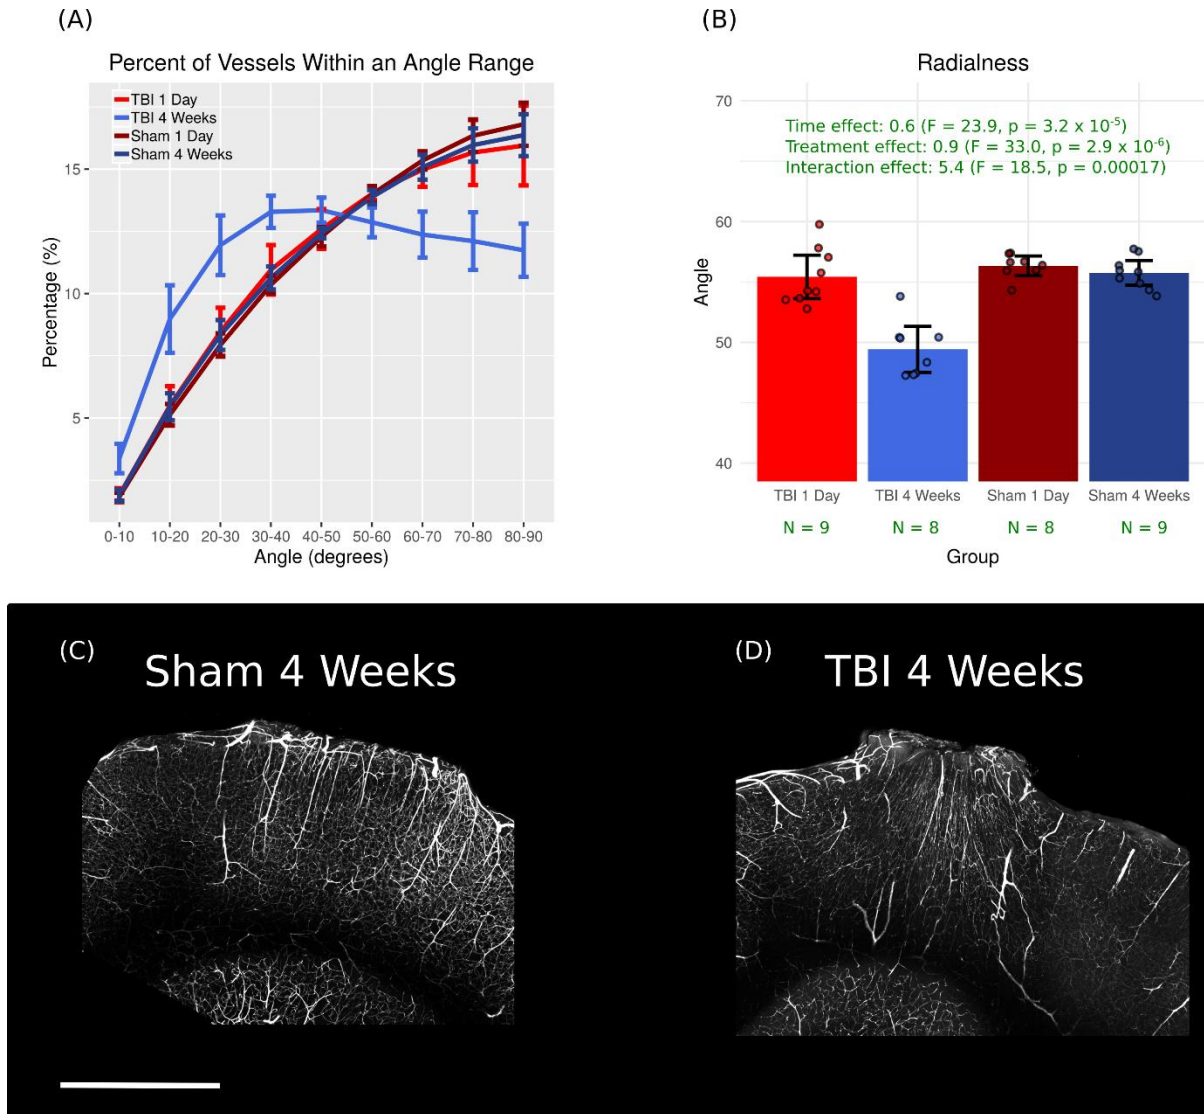 (A)
Percent of Vessels Within an Angle Range
TBI 1 Day
TBI 4 Weeks
Sham 1 Day
Sham 4 Weeks
Percentage (%)
15
10
5
0-10 10-20 20-30 30-40 40-50 50-60 60-70 70-80 80-90
Angle (degrees)
(B)
Radialness
Time effect: 0.6 (F = 23.9, p = 3.2 x 10⁻⁵)
Treatment effect: 0.9 (F = 33.0, p = 2.9 x 10⁻⁶)
Interaction effect: 5.4 (F = 18.5, p = 0.00017)
Angle
70
60
50
40
TBI 1 Day TBI 4 Weeks Sham 1 Day Sham 4 Weeks
N = 9 N = 8 N = 8 N = 9
Group
(C)
Sham 4 Weeks
(D)
TBI 4 Weeks